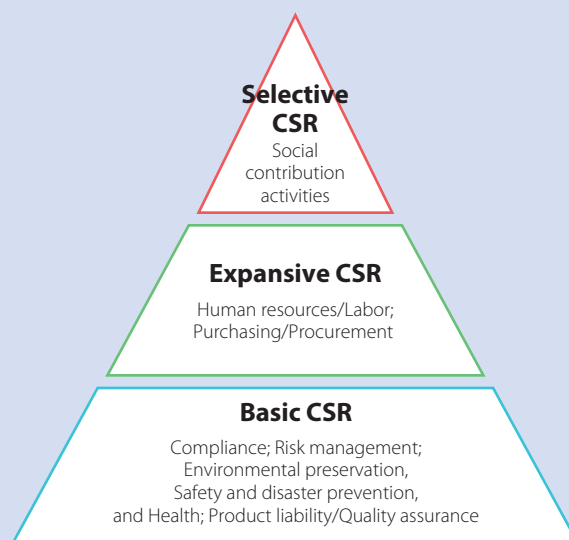 Selective
CSR
Social
contribution
activities
Expansive CSR
Human resources/Labor;
Purchasing/Procurement
Basic CSR
Compliance; Risk management;
Environmental preservation,
Safety and disaster prevention,
and Health; Product liability/Quality assurance